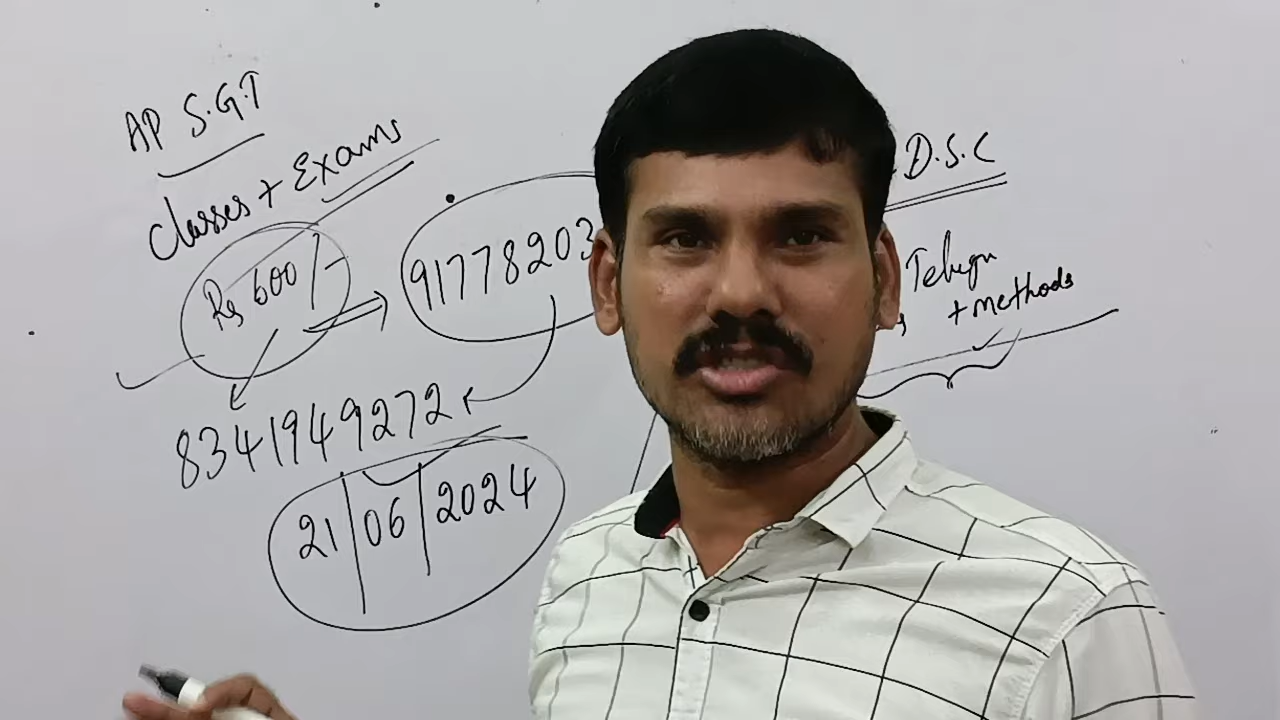 AP S.G.T
Classes + Exams
Rs 600/-
91778203
8341949272
21/06/2024
D.S.C
Telugu
+ Methods